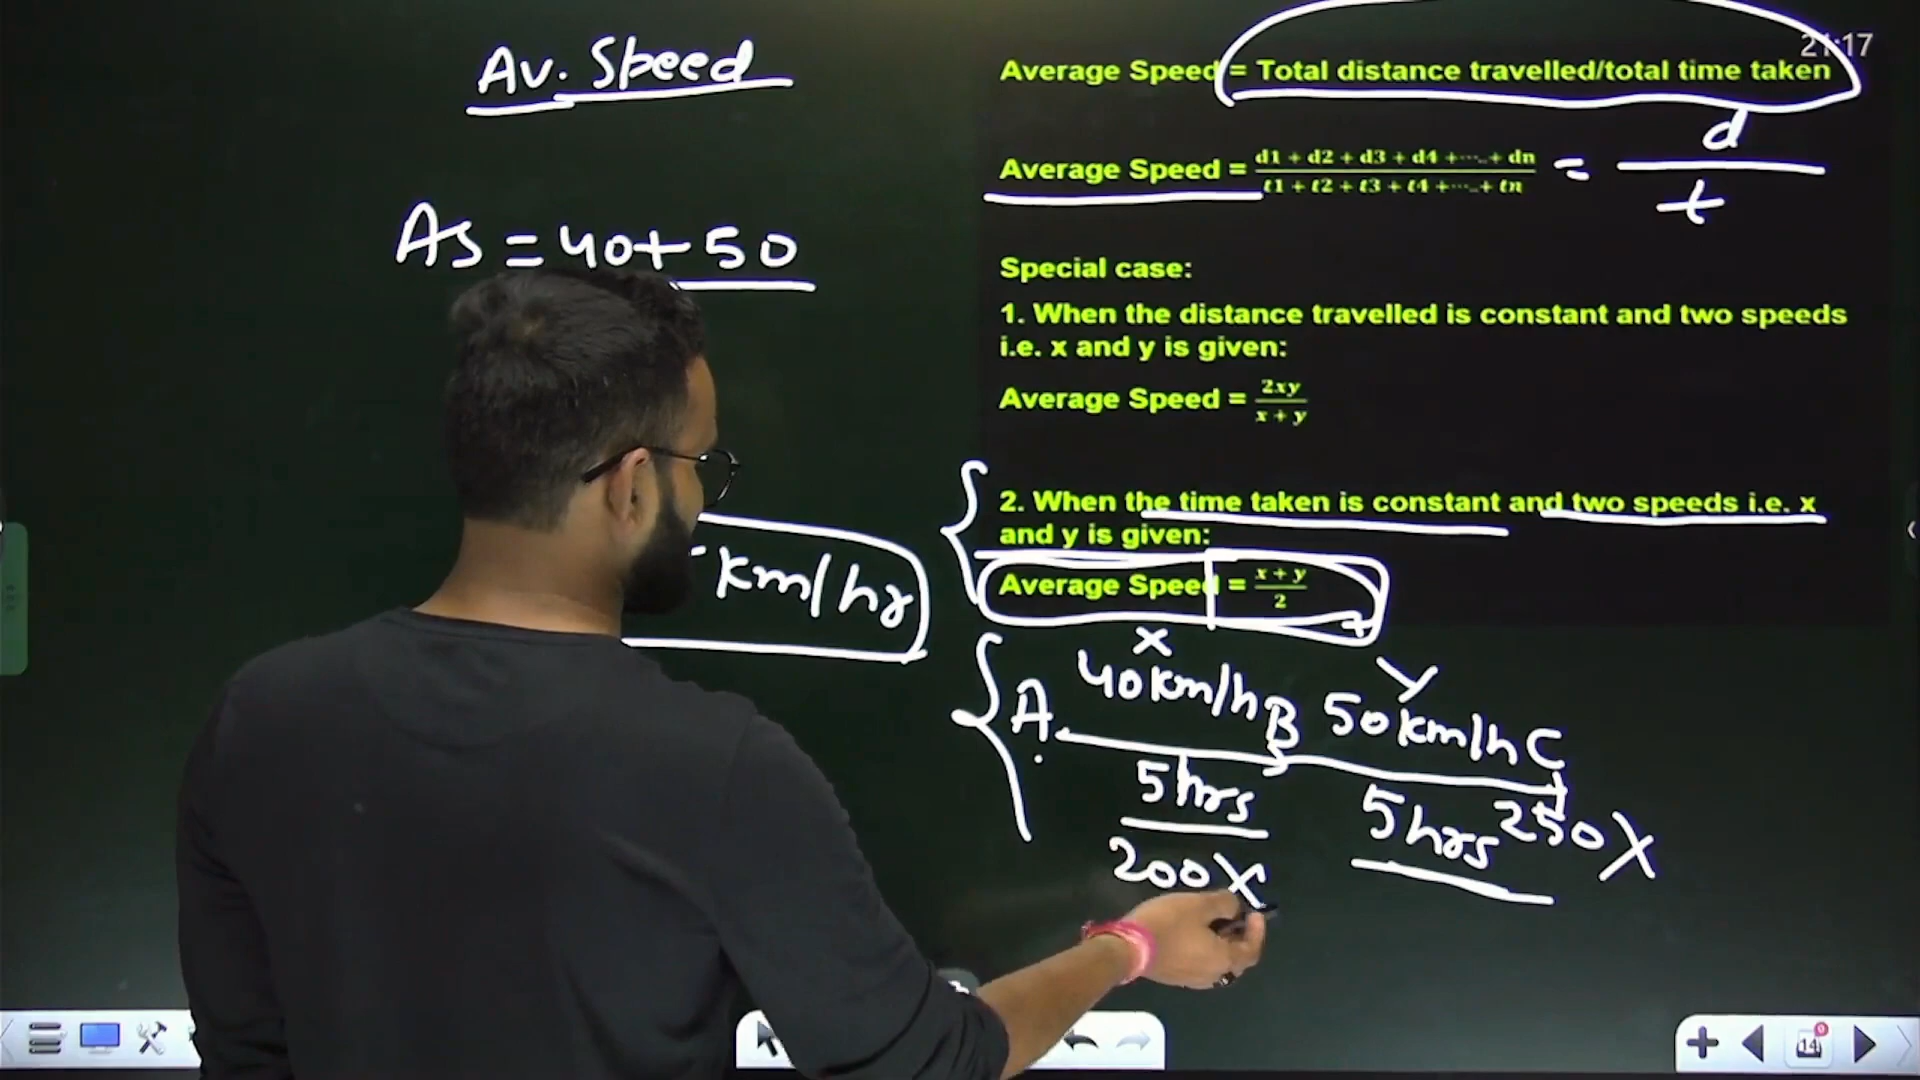 Av. Speed
21:17
Average Speed = Total distance travelled/total time taken
Average Speed = d1 + d2 + d3 + d4 +....+ dn / t1 + t2 + t3 + t4 +....+ tn = d / t
AS = 40+50
Special case:
1. When the distance travelled is constant and two speeds
i.e. x and y is given:
Average Speed = 2xy / x + y
2. When the time taken is constant and two speeds i.e. x
and y is given:
Average Speed = x + y / 2
km/hr
x y
A 40km/h B 50km/h C
5hrs 5hrs
200 X 250 X
14